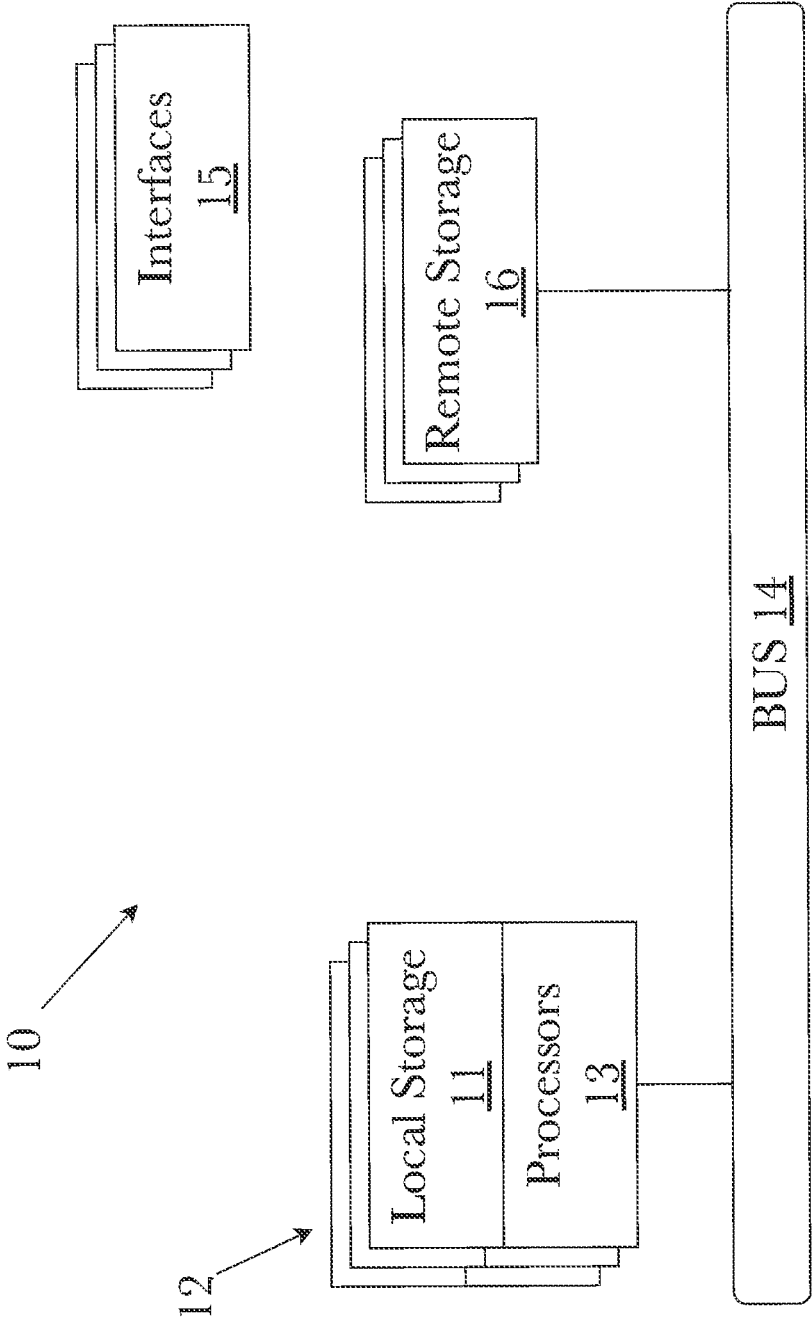 10
12
Local Storage
11
Processors
13
Interfaces
15
Remote Storage
16
BUS 14